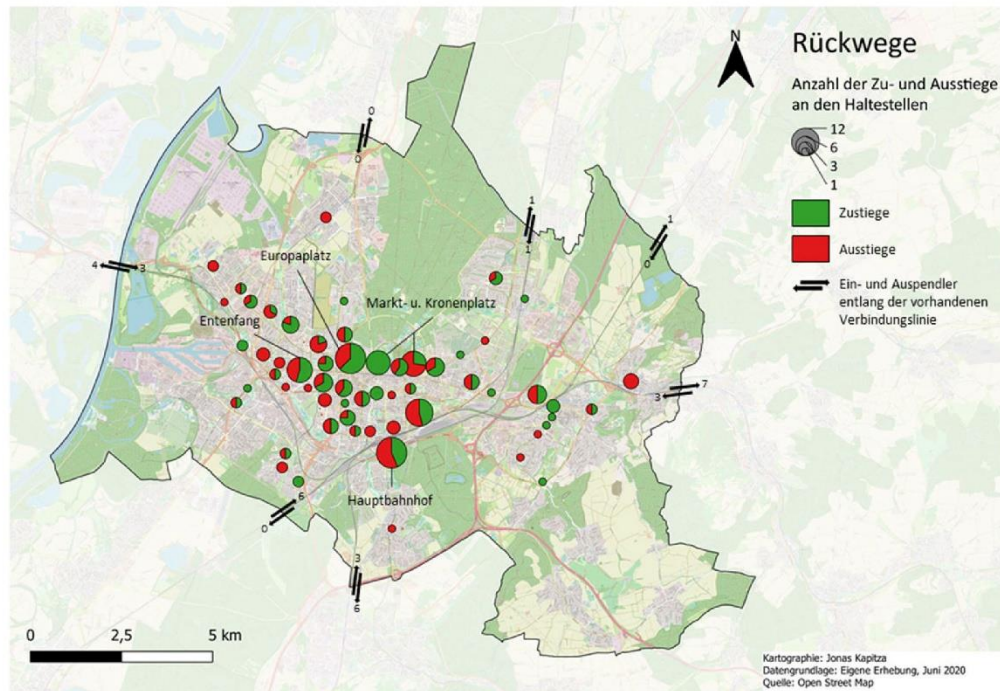 N
Rückwege
Anzahl der Zu- und Ausstiege
an den Haltestellen
12
6
3
1
Zustiege
Ausstiege
Ein- und Auspendler
entlang der vorhandenen
Verbindungslinie
0
0
1
1
1
0
4
3
Europaplatz
Markt- u. Kronenplatz
Entenfang
7
3
Hauptbahnhof
6
0
3
6
0
2,5
5 km
Kartographie: Jonas Kapitza
Datengrundlage: Eigene Erhebung, Juni 2020
Quelle: Open Street Map